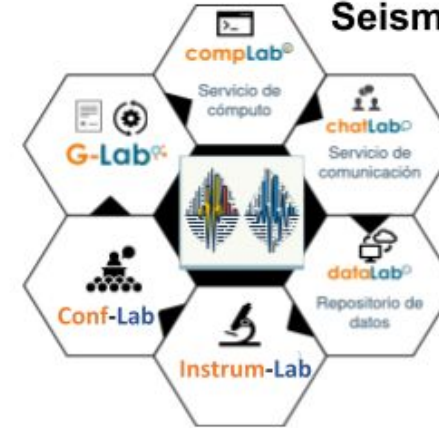 Seism
compLab
Servicio de
cómputo
G-Lab
chatLab
Servicio de
comunicación
Conf-Lab
dataLab
Repositorio de
datos
Instrum-Lab